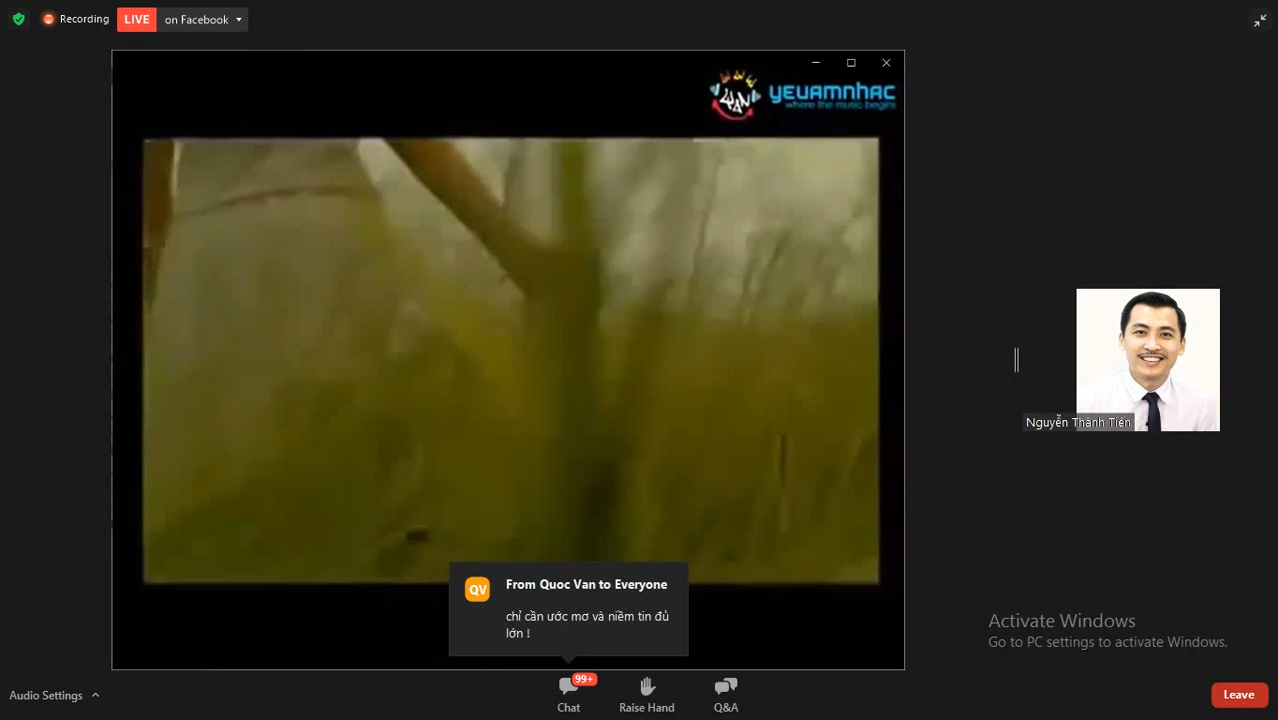 Recording
LIVE on Facebook
YEUAMNHAC
where the music begins
Nguyễn Thành Tiến
QV
From Quoc Van to Everyone
chỉ cần ước mơ và niềm tin đủ
lớn !
Activate Windows
Go to PC settings to activate Windows.
Audio Settings
99+
Chat
Raise Hand
Q&A
Leave